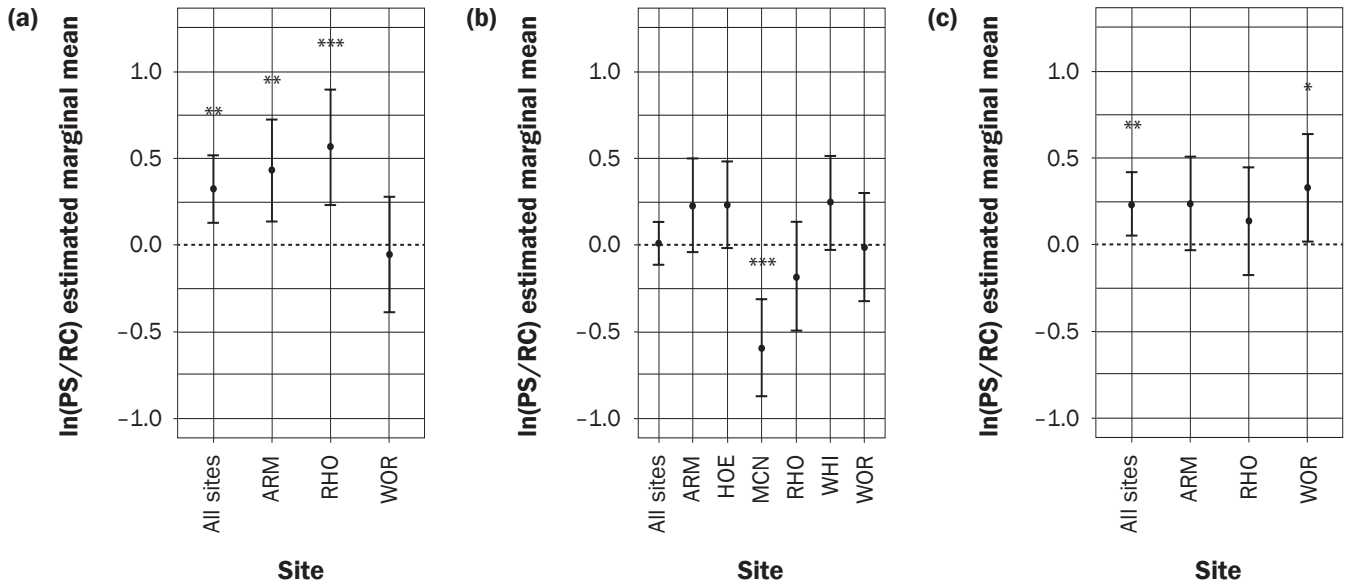 (a)
ln(PS/RC) estimated marginal mean
1.0
0.5
0.0
–0.5
–1.0
**
**
***
All sites
ARM
RHO
WOR
Site
(b)
ln(PS/RC) estimated marginal mean
1.0
0.5
0.0
–0.5
–1.0
***
All sites
ARM
HOE
MCN
RHO
WHI
WOR
Site
(c)
ln(PS/RC) estimated marginal mean
1.0
0.5
0.0
–0.5
–1.0
**
*
All sites
ARM
RHO
WOR
Site